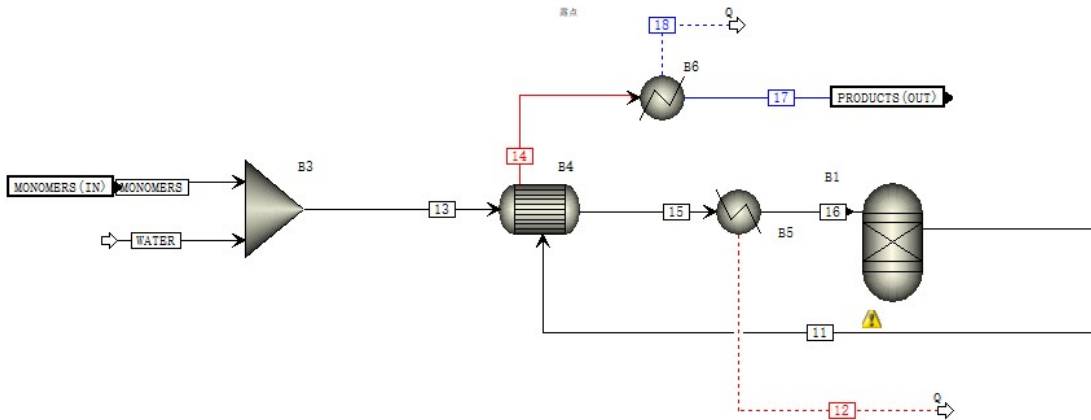 露点
18
Q
B6
17
PRODUCTS(OUT)
14
B3
B4
B1
MONOMERS(IN)
MONOMERS
13
15
16
WATER
B5
11
12
Q